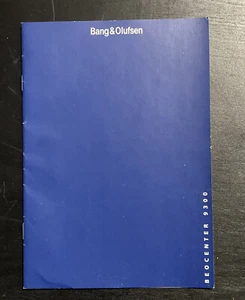 Bang & Olufsen
BEOCENTER 9300